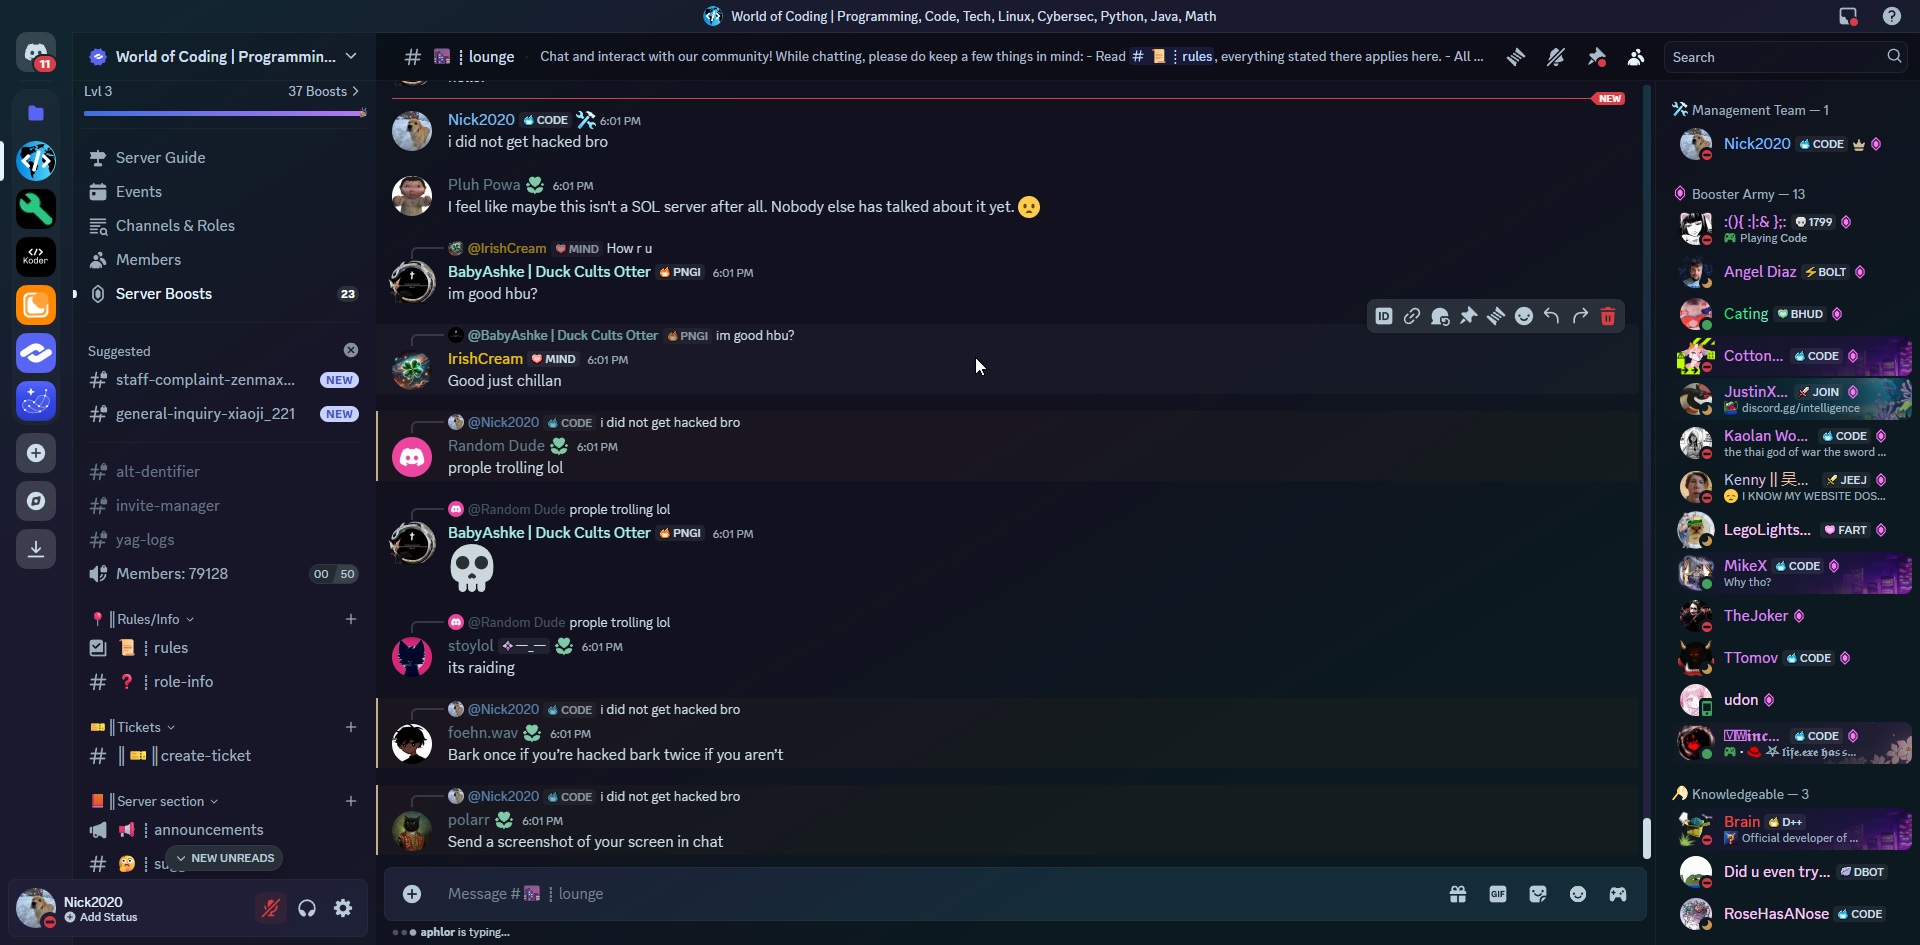 World of Coding | Programming, Code, Tech, Linux, Cybersec, Python, Java, Math
11
World of Coding | Programmin...
Lvl 3
37 Boosts >
Server Guide
Events
Channels & Roles
Members
Server Boosts
23
Suggested
staff-complaint-zenmax...
NEW
general-inquiry-xiaoji_221
NEW
alt-dentifier
invite-manager
yag-logs
Members: 79128
00 50
Rules/Info
rules
role-info
Tickets
create-ticket
Server section
announcements
NEW UNREADS
Koder
Nick2020
Add Status
# lounge
Chat and interact with our community! While chatting, please do keep a few things in mind: - Read # rules, everything stated there applies here. - All ...
Search
NEW
Nick2020 CODE 6:01 PM
i did not get hacked bro
Pluh Powa 6:01 PM
I feel like maybe this isn't a SOL server after all. Nobody else has talked about it yet.
@IrishCream MIND How r u
BabyAshke | Duck Cults Otter PNGI 6:01 PM
im good hbu?
ID
@BabyAshke | Duck Cults Otter PNGI im good hbu?
IrishCream MIND 6:01 PM
Good just chillan
@Nick2020 CODE i did not get hacked bro
Random Dude 6:01 PM
prople trolling lol
@Random Dude prople trolling lol
BabyAshke | Duck Cults Otter PNGI 6:01 PM
@Random Dude prople trolling lol
stoylol —_— 6:01 PM
its raiding
@Nick2020 CODE i did not get hacked bro
foehn.wav 6:01 PM
Bark once if you're hacked bark twice if you aren't
@Nick2020 CODE i did not get hacked bro
polarr 6:01 PM
Send a screenshot of your screen in chat
Message # lounge
GIF
aphlor is typing...
Management Team — 1
Nick2020 CODE
Booster Army — 13
:(){ :|:& };: 1799
Playing Code
Angel Diaz BOLT
Cating BHUD
Cotton... CODE
JustinX... JOIN
discord.gg/intelligence
Kaolan Wo... CODE
the thai god of war the sword ...
Kenny || 吴... JEEJ
I KNOW MY WEBSITE DOS...
LegoLights... FART
MikeX CODE
Why tho?
TheJoker
TTomov CODE
udon
CODE
life.exe has s...
Knowledgeable — 3
Brain D++
Official developer of ...
Did u even try... DBOT
RoseHasANose CODE